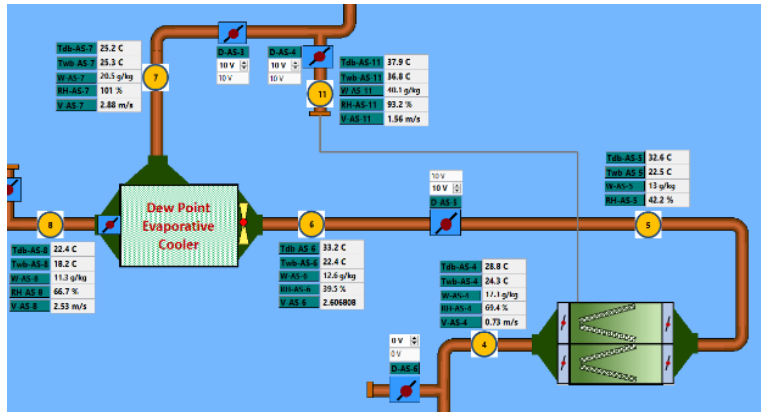 D-AS-3
10 V
10 V
D-AS-4
10 V
10 V
Tdb-AS-7 25.2 C
Twb-AS-7 25.3 C
W-AS-7 20.5 g/kg
RH-AS-7 101 %
V-AS-7 2.88 m/s
7
Tdb-AS-11 37.9 C
Twb-AS-11 36.8 C
W-AS-11 40.1 g/kg
RH-AS-11 93.2 %
V-AS-11 1.56 m/s
11
10 V
10 V
D-AS-5
Tdb-AS-5 32.6 C
Twb AS 5 22.5 C
W-AS-5 13 g/kg
RH-AS-5 42.2 %
5
Dew Point
Evaporative
Cooler
8
6
Tdb-AS-8 22.4 C
Twb-AS-8 18.2 C
W-AS-8 11.3 g/kg
RH AS 8 66.7 %
V-AS-8 2.53 m/s
Tdb-AS 6 33.2 C
Twb-AS-6 22.4 C
W-AS-6 12.6 g/kg
RH-AS-6 39.5 %
V AS 6 2.606808
Tdb-AS-4 28.8 C
Twb-AS-4 24.3 C
W-AS-4 17.3 g/kg
RH-AS-4 69.4 %
V-AS-4 0.73 m/s
4
0 V
0 V
D-AS-6